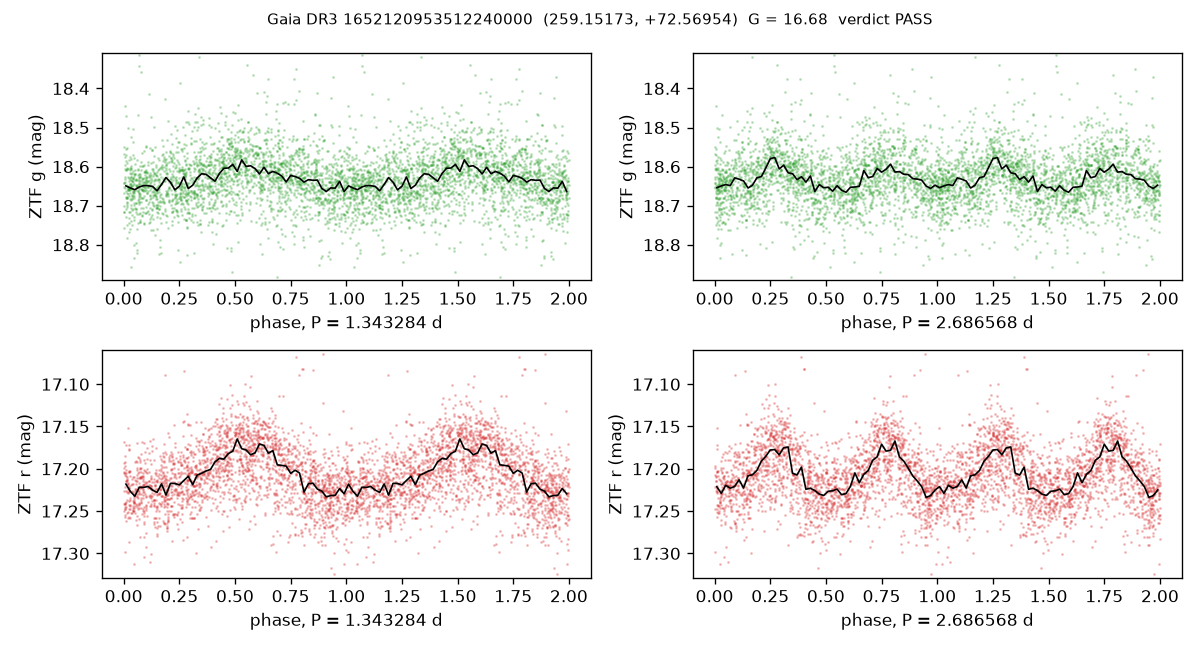 Gaia DR3 1652120953512240000 (259.15173, +72.56954) G = 16.68 verdict PASS
ZTF g (mag)
18.4
18.5
18.6
18.7
18.8
0.00 0.25 0.50 0.75 1.00 1.25 1.50 1.75 2.00
phase, P = 1.343284 d
ZTF g (mag)
18.4
18.5
18.6
18.7
18.8
0.00 0.25 0.50 0.75 1.00 1.25 1.50 1.75 2.00
phase, P = 2.686568 d
ZTF r (mag)
17.10
17.15
17.20
17.25
17.30
0.00 0.25 0.50 0.75 1.00 1.25 1.50 1.75 2.00
phase, P = 1.343284 d
ZTF r (mag)
17.10
17.15
17.20
17.25
17.30
0.00 0.25 0.50 0.75 1.00 1.25 1.50 1.75 2.00
phase, P = 2.686568 d